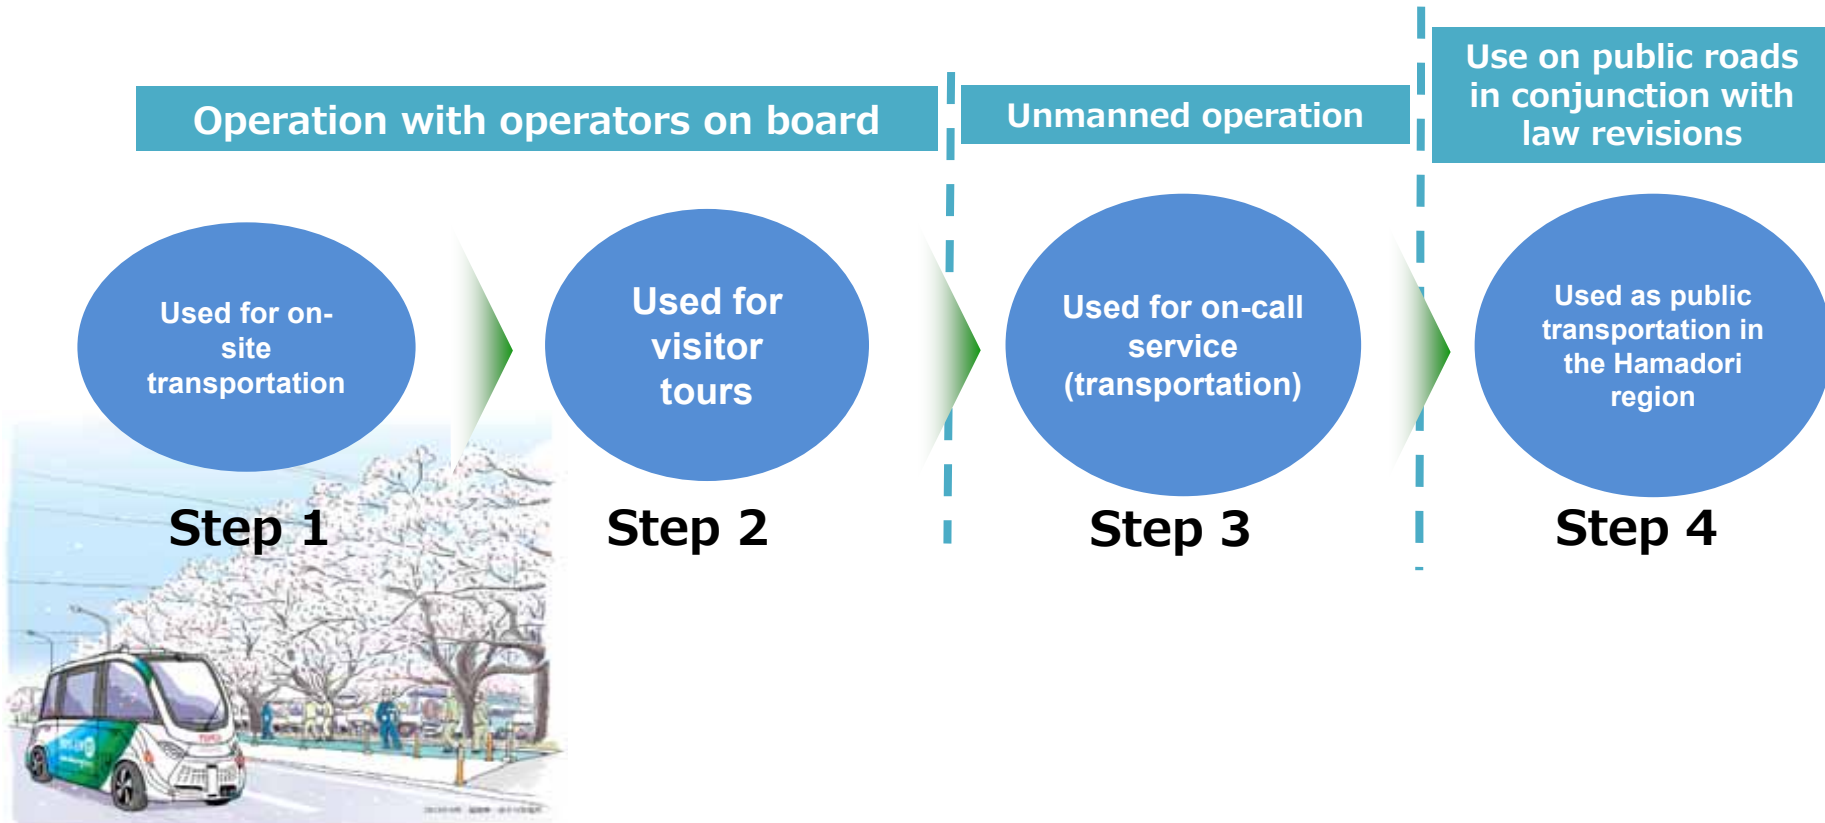 Operation with operators on board
Unmanned operation
Use on public roads
in conjunction with
law revisions
Used for on-
site
transportation
Used for
visitor
tours
Used for on-call
service
(transportation)
Used as public
transportation in
the Hamadori
region
Step 1
Step 2
Step 3
Step 4